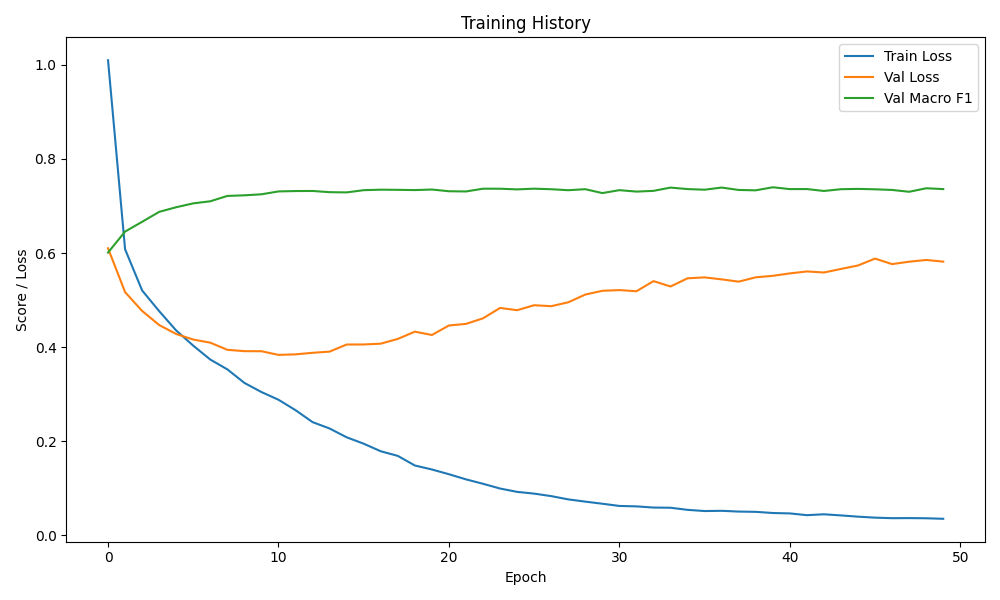 Training History
Train Loss
Val Loss
Val Macro F1
Score / Loss
1.0
0.8
0.6
0.4
0.2
0.0
0 10 20 30 40 50
Epoch